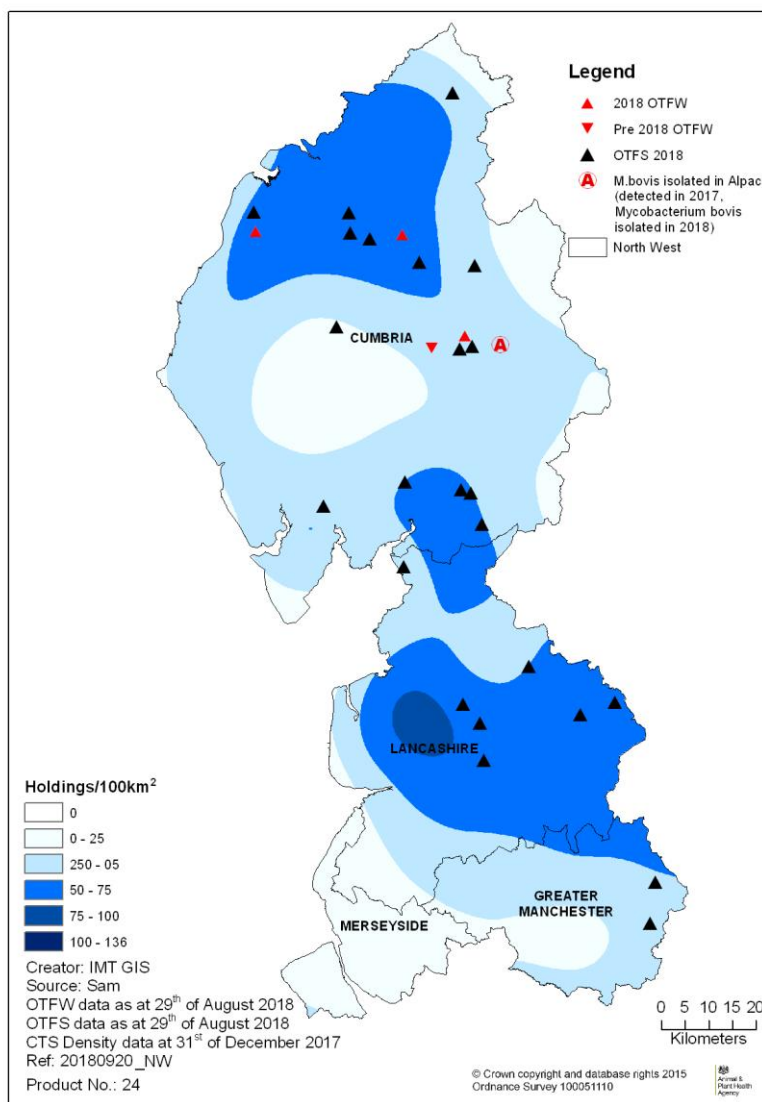 Legend
2018 OTFW
Pre 2018 OTFW
OTFS 2018
A
M.bovis isolated in Alpac
(detected in 2017,
Mycobacterium bovis
isolated in 2018)
North West
CUMBRIA
A
LANCASHIRE
GREATER
MANCHESTER
MERSEYSIDE
Holdings/100km²
0
0 - 25
250 - 05
50 - 75
75 - 100
100 - 136
Creator: IMT GIS
Source: Sam
OTFW data as at 29th of August 2018
OTFS data as at 29th of August 2018
CTS Density data at 31st of December 2017
Ref: 20180920_NW
Product No.: 24
0 5 10 15 20
Kilometers
© Crown copyright and database rights 2015
Ordnance Survey 100051110
Animal &
Plant Health
Agency